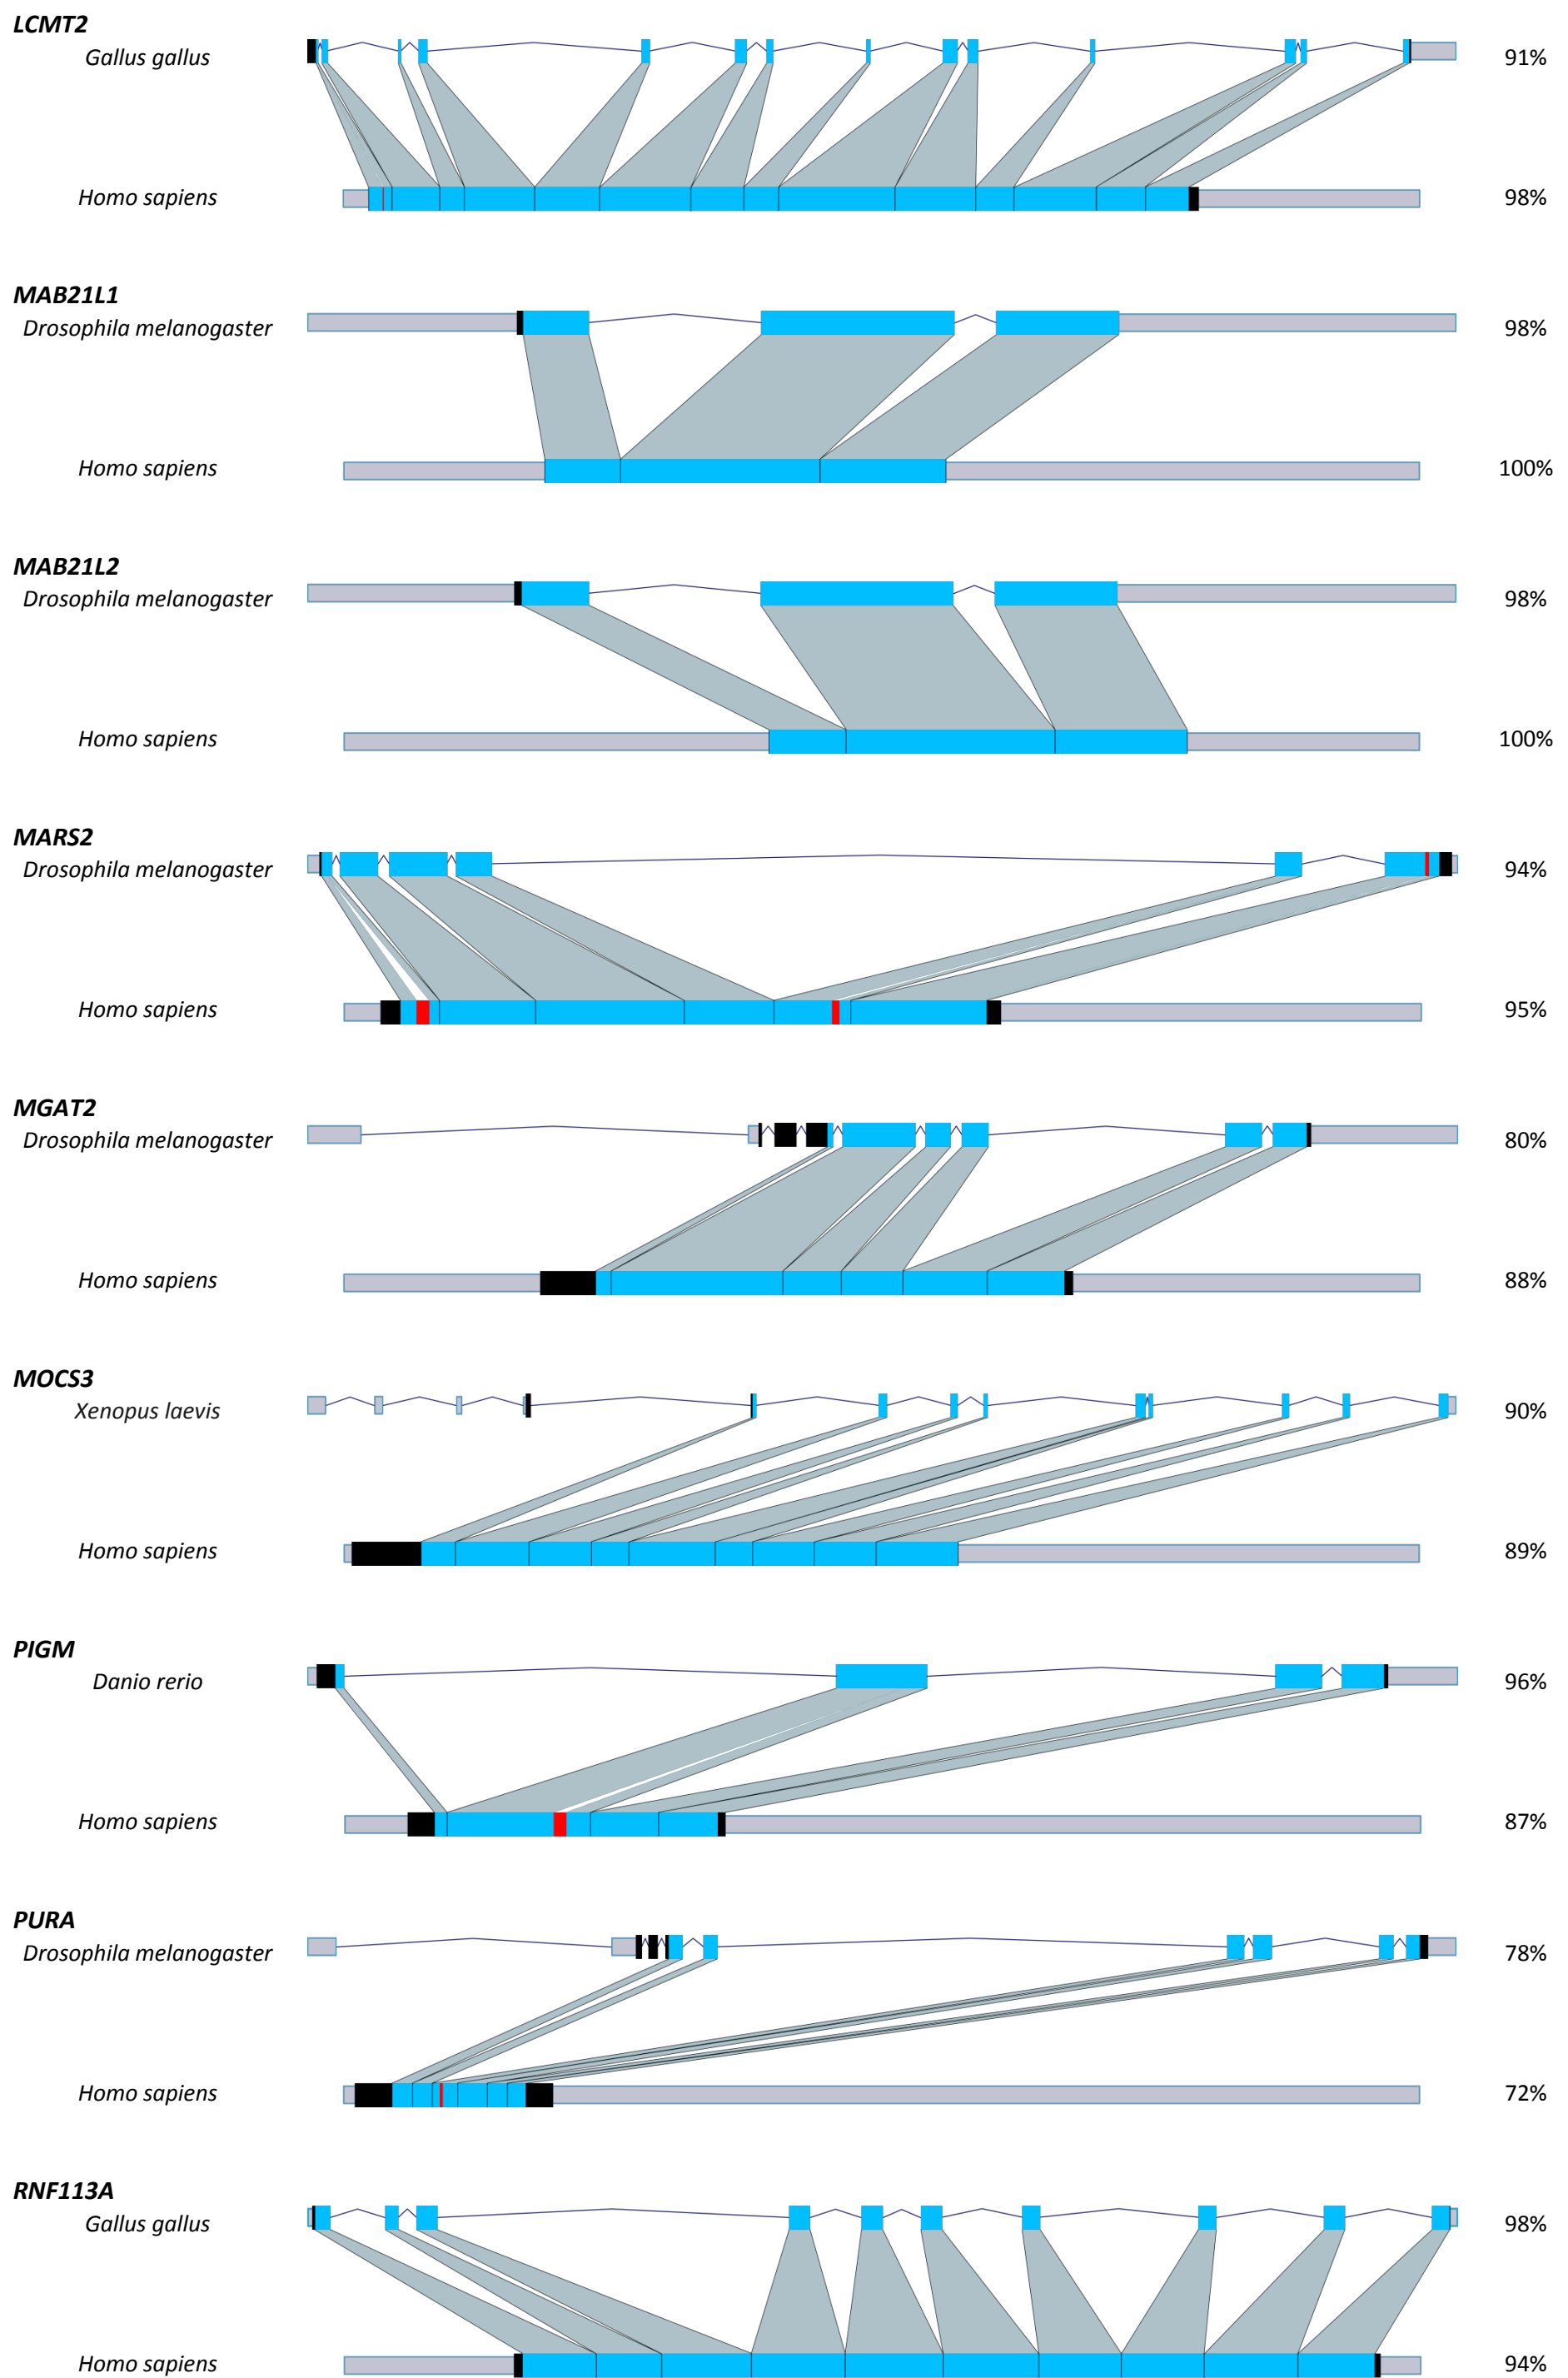 LCMT2
Gallus gallus 91%
Homo sapiens 98%
MAB21L1
Drosophila melanogaster 98%
Homo sapiens 100%
MAB21L2
Drosophila melanogaster 98%
Homo sapiens 100%
MARS2
Drosophila melanogaster 94%
Homo sapiens 95%
MGAT2
Drosophila melanogaster 80%
Homo sapiens 88%
MOCS3
Xenopus laevis 90%
Homo sapiens 89%
PIGM
Danio rerio 96%
Homo sapiens 87%
PURA
Drosophila melanogaster 78%
Homo sapiens 72%
RNF113A
Gallus gallus 98%
Homo sapiens 94%